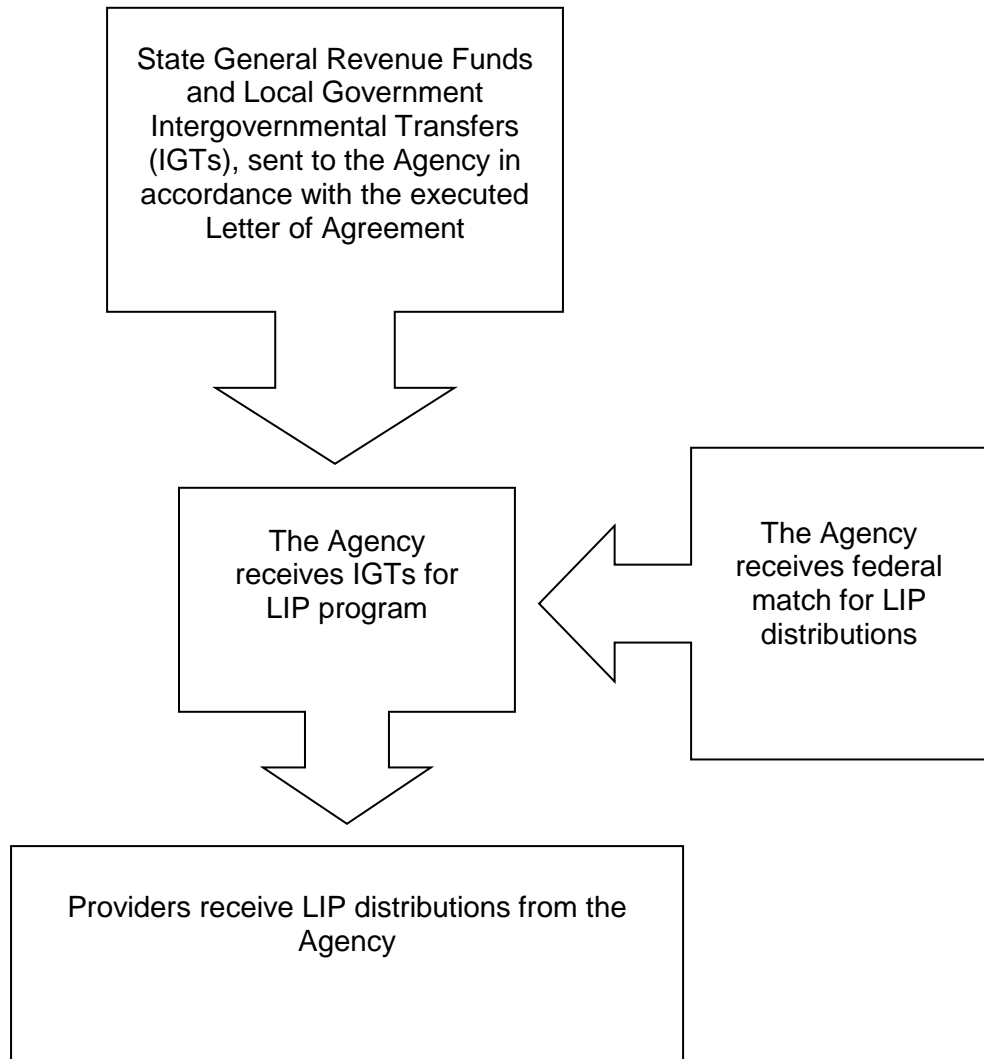 State General Revenue Funds
and Local Government
Intergovernmental Transfers
(IGTs), sent to the Agency in
accordance with the executed
Letter of Agreement
The Agency
receives IGTs for
LIP program
The Agency
receives federal
match for LIP
distributions
Providers receive LIP distributions from the
Agency